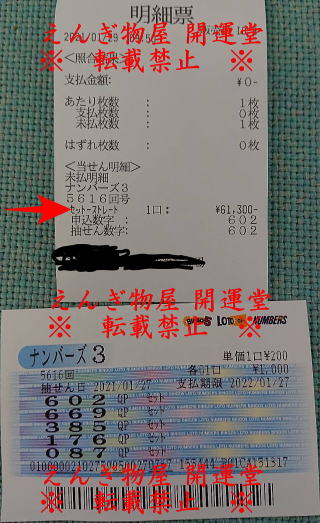 明細票
えんぎ物屋 開運堂
<照合結果>
※ 転載禁止 ※
支払金額: ¥0-
あたり枚数 : 1枚
支払枚数 : 0枚
未払枚数 : 1枚
はずれ枚数 : 0枚
<当せん明細>
未払明細
ナンバーズ3
5616回号
セット-ストレート 1口: ¥61,300-
申込数字 : 602
抽せん数字: 602
えんぎ物屋 開運堂
※ 転載禁止 ※
LOTO NUMBERS
ナンバーズ3 単価1口¥200
5616回 各01口 ¥1,000
抽せん日 2021/01/27 支払期限 2022/01/27
602 QP セット
669 QP セット
385 QP セット
176 QP セット
087 QP セット
えんぎ物屋 開運堂
※ 転載禁止 ※